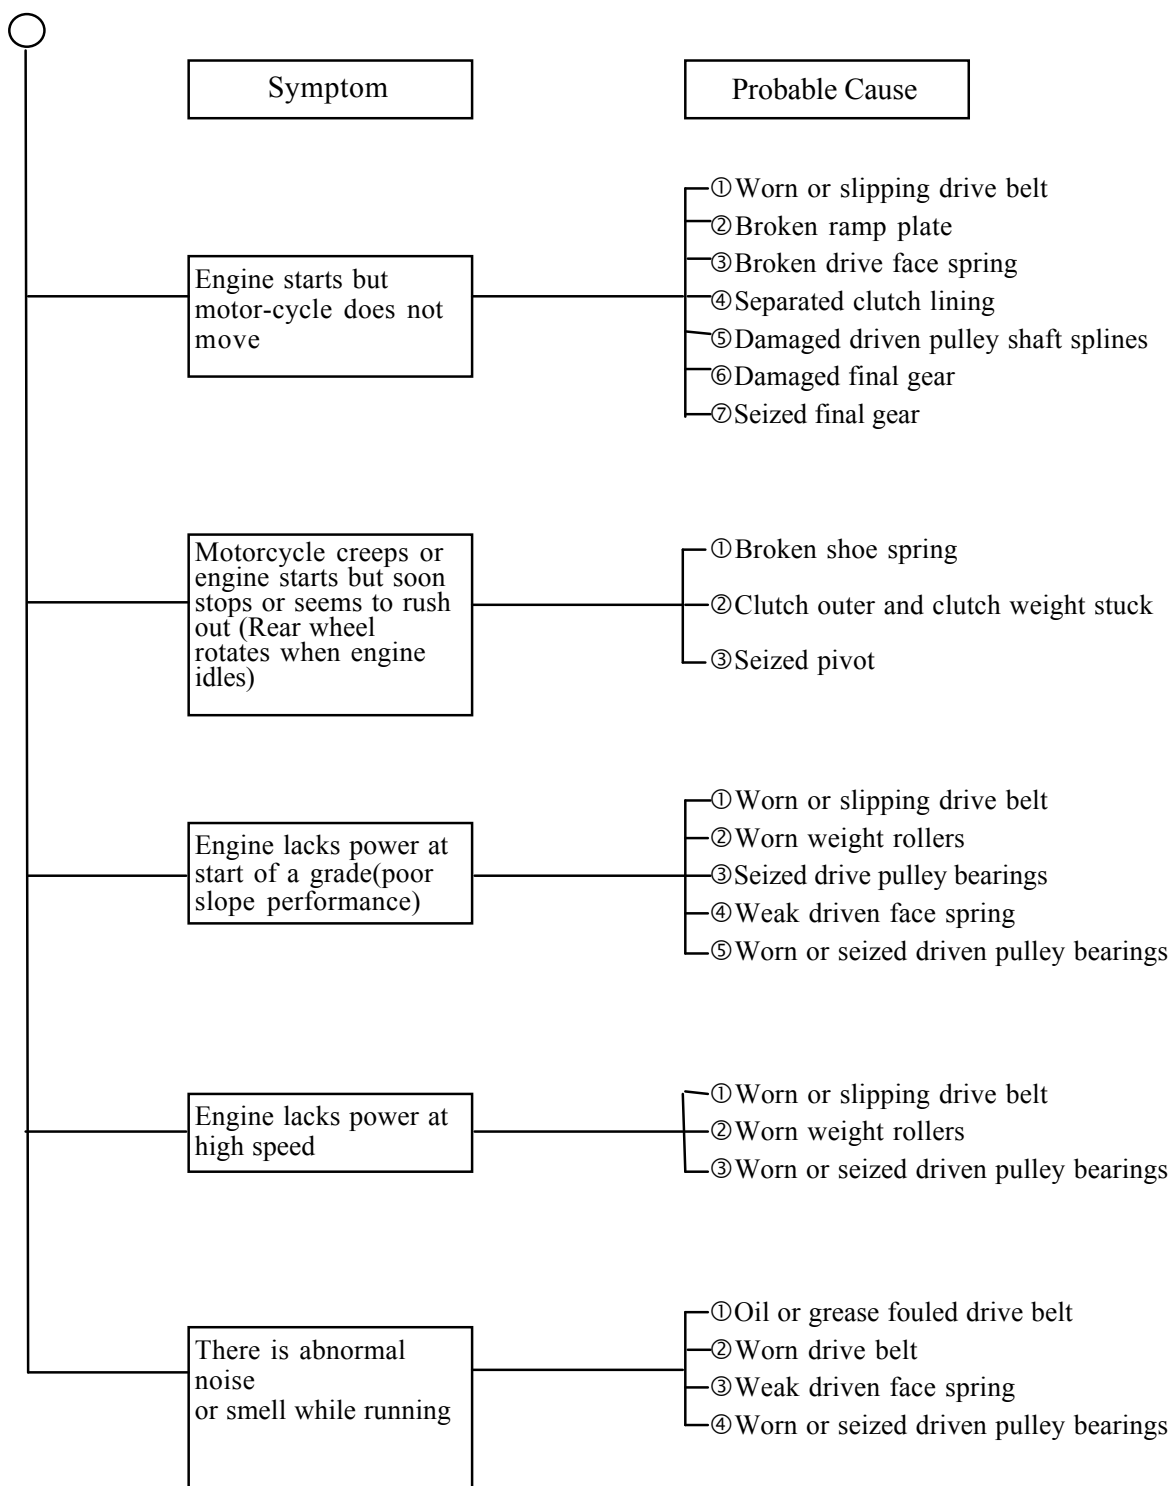 Symptom
Probable Cause
Engine starts but
motor-cycle does not
move
①Worn or slipping drive belt
②Broken ramp plate
③Broken drive face spring
④Separated clutch lining
⑤Damaged driven pulley shaft splines
⑥Damaged final gear
⑦Seized final gear
Motorcycle creeps or
engine starts but soon
stops or seems to rush
out (Rear wheel
rotates when engine
idles)
①Broken shoe spring
②Clutch outer and clutch weight stuck
③Seized pivot
Engine lacks power at
start of a grade(poor
slope performance)
①Worn or slipping drive belt
②Worn weight rollers
③Seized drive pulley bearings
④Weak driven face spring
⑤Worn or seized driven pulley bearings
Engine lacks power at
high speed
①Worn or slipping drive belt
②Worn weight rollers
③Worn or seized driven pulley bearings
There is abnormal
noise
or smell while running
①Oil or grease fouled drive belt
②Worn drive belt
③Weak driven face spring
④Worn or seized driven pulley bearings